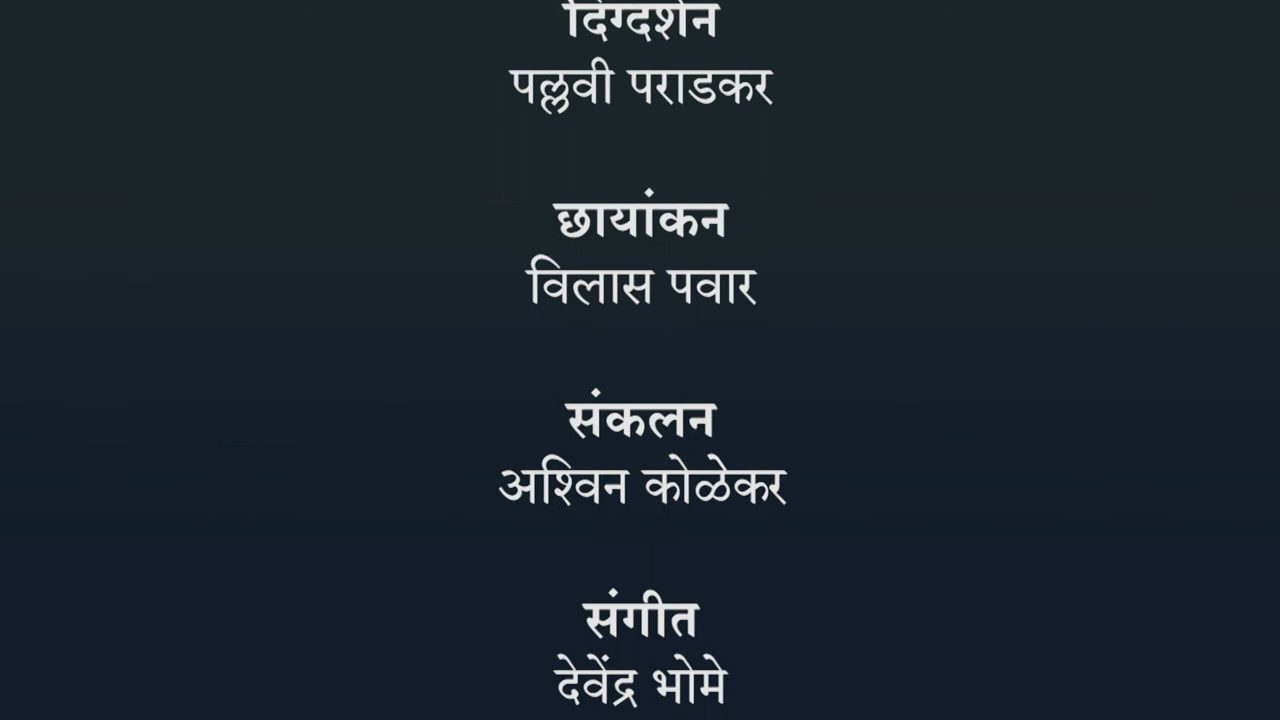 दिग्दर्शन
पल्लवी पराडकर
छायांकन
विलास पवार
संकलन
अश्विन कोळेकर
संगीत
देवेंद्र भोमे